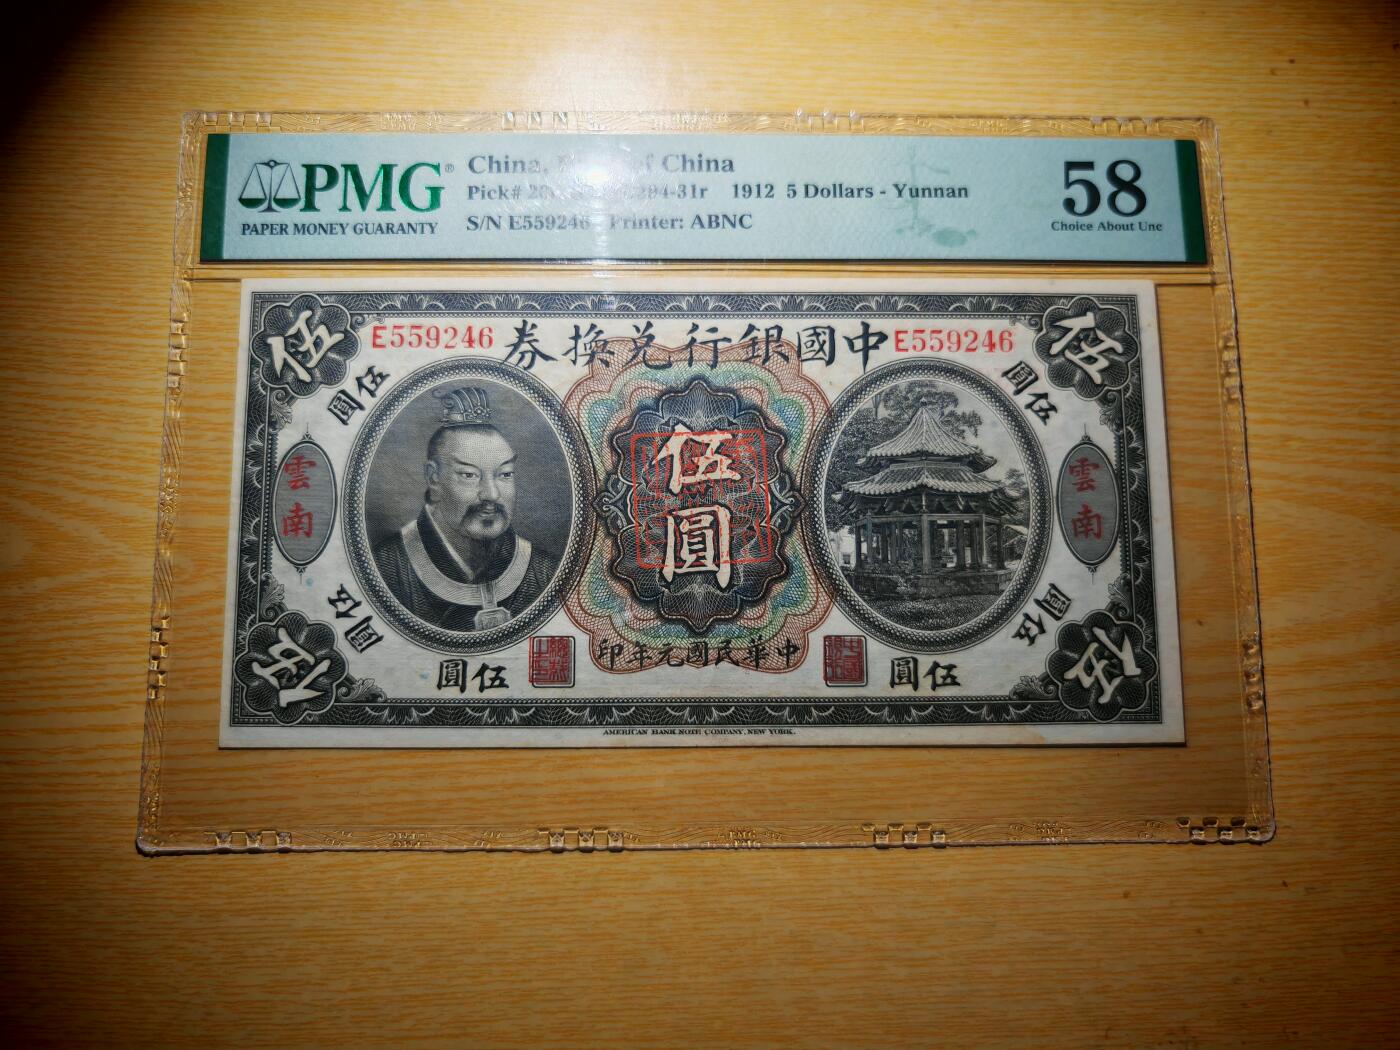 PMG
PAPER MONEY GUARANTY
China, of China
Pick# 1912 5 Dollars - Yunnan
S/N E559246 Printer: ABNC
58
Choice About Unc
E559246 券換兌行銀國中 E559246
伍
伍
圓伍
圓伍
雲南
伍圓
雲南
圓伍
圓伍
伍
印年元國民華中
伍
圓伍
圓伍
AMERICAN BANK NOTE COMPANY, NEW YORK.